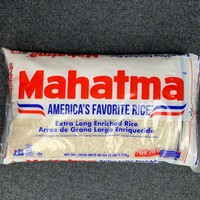 Mahatma
AMERICA'S FAVORITE RICE
Extra Long Enriched Rice
Arroz de Grano Largo Enriquecido